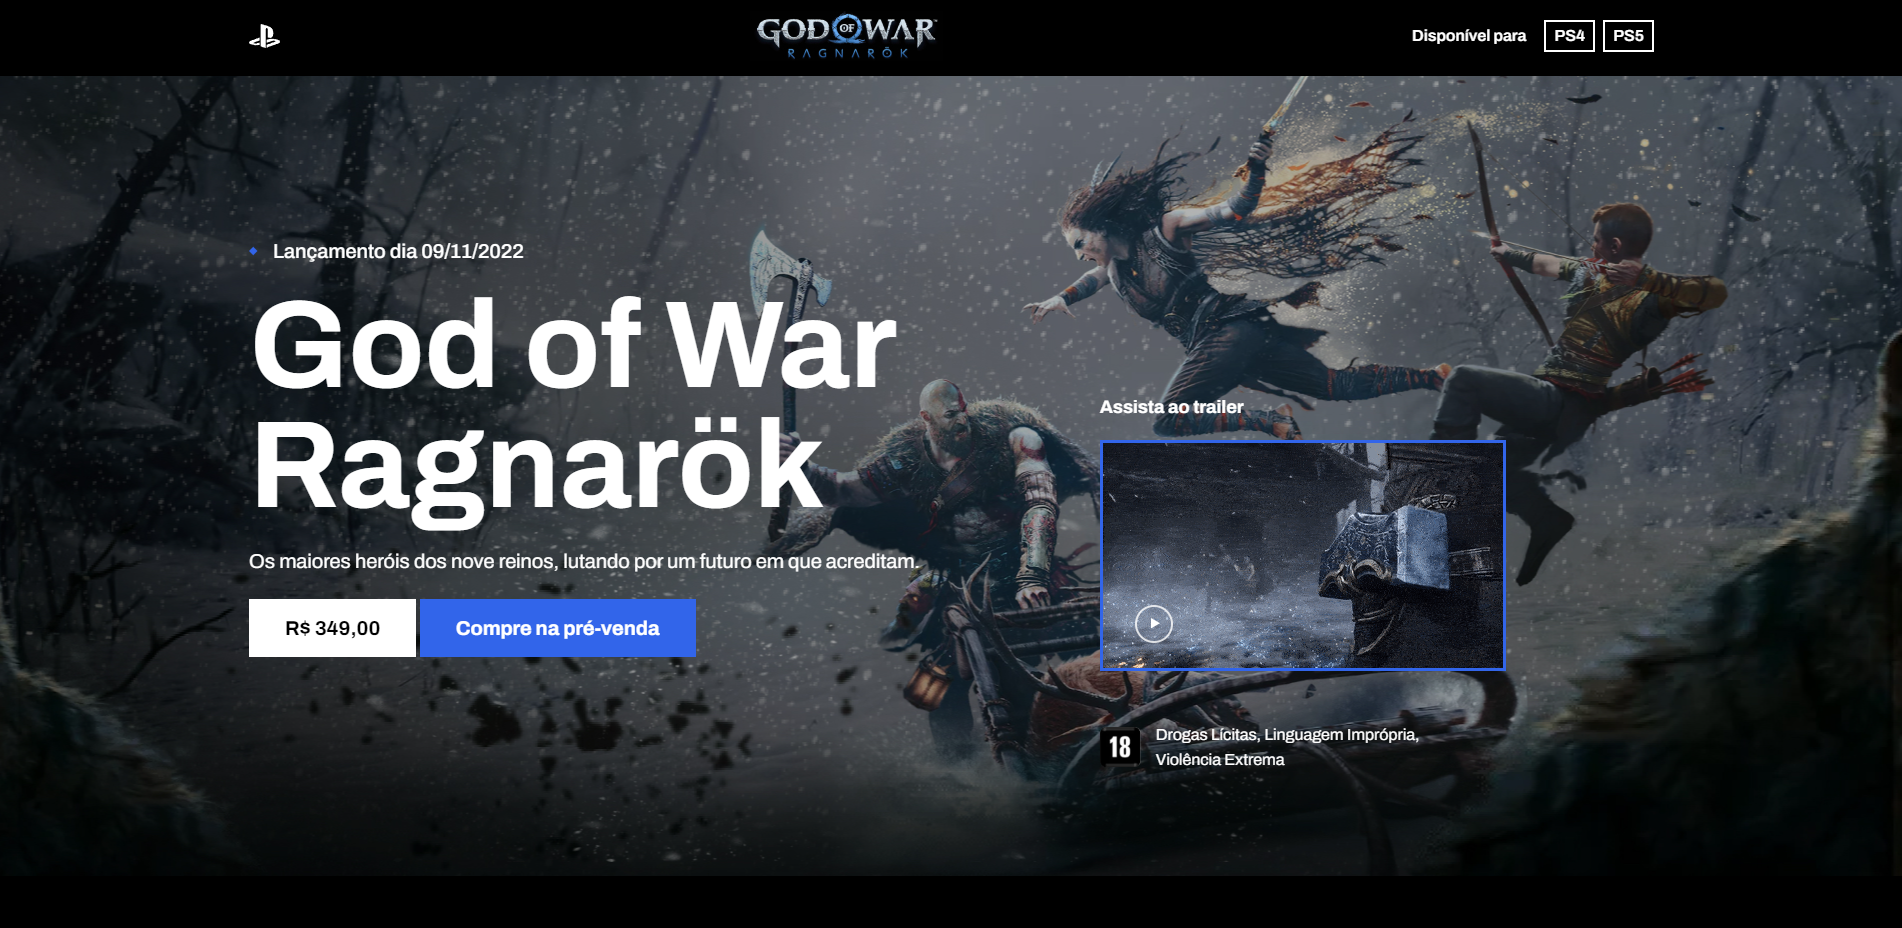 GOD OF WAR
RAGNARÖK
Disponível para PS4 PS5
Lançamento dia 09/11/2022
God of War
Ragnarök
Os maiores heróis dos nove reinos, lutando por um futuro em que acreditam.
R$ 349,00 Compre na pré-venda
Assista ao trailer
18 Drogas Lícitas, Linguagem Imprópria,
Violência Extrema